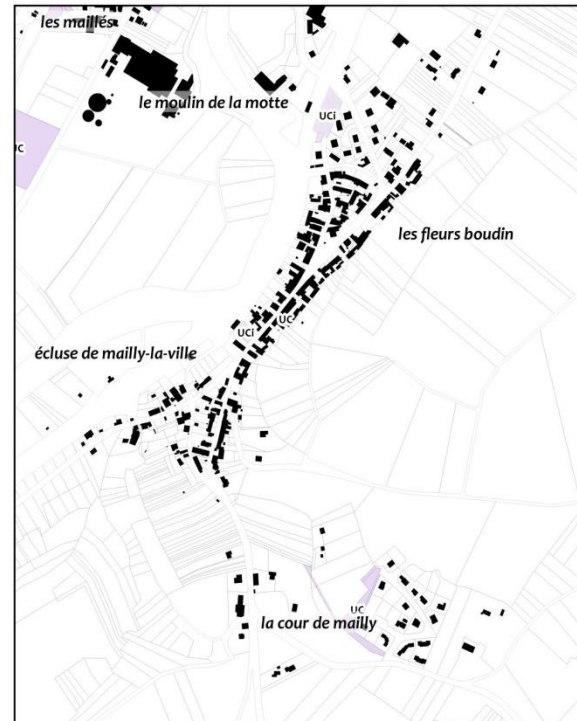 les maillés
le moulin de la motte
UCi
UC
les fleurs boudin
UC
UCi
écluse de mailly-la-ville
UC
la cour de mailly